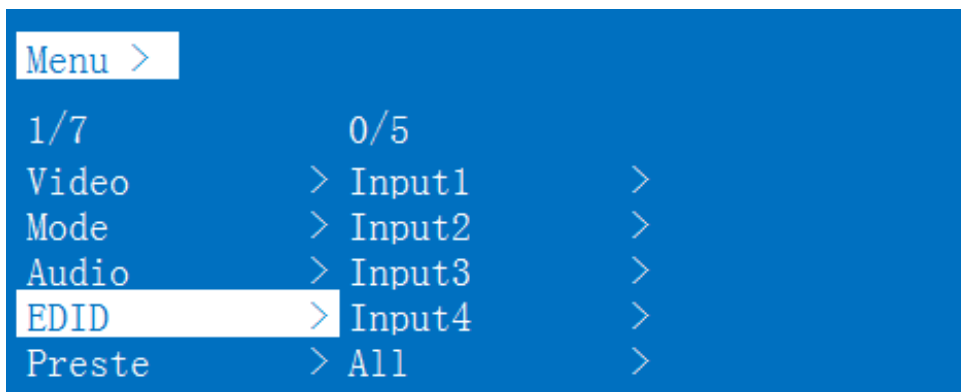 Menu >
1/7 0/5
Video > Input1 >
Mode > Input2 >
Audio > Input3 >
EDID > Input4 >
Preste > All >